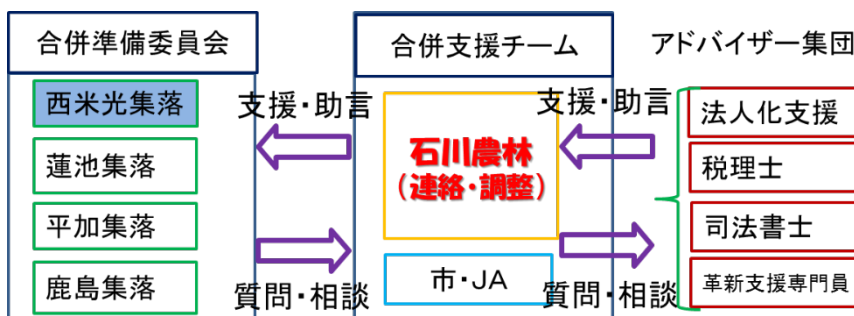 合併準備委員会
西米光集落
蓮池集落
平加集落
鹿島集落
支援・助言
質問・相談
合併支援チーム
石川農林
(連絡・調整)
市・JA
支援・助言
質問・相談
アドバイザー集団
法人化支援
税理士
司法書士
革新支援専門員